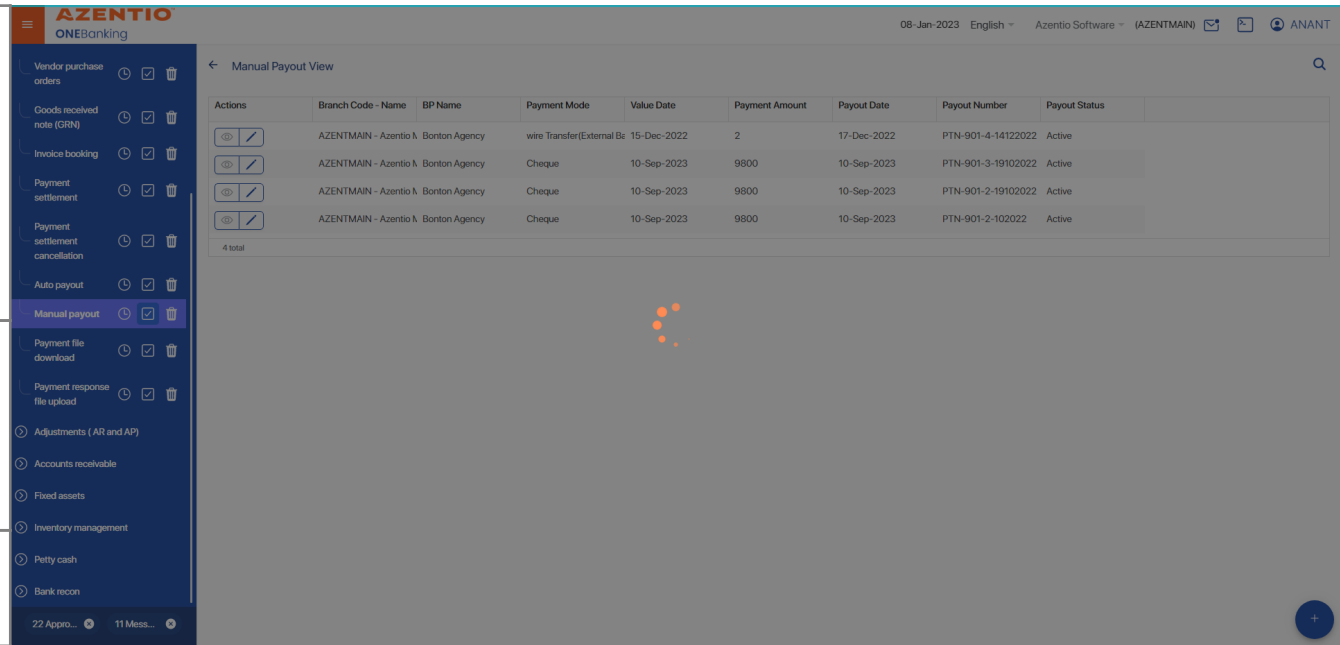 AZENTIO
ONEBanking
08-Jan-2023 English Azentio Software (AZENTMAIN) ANANT
Vendor purchase
orders
Goods received
note (GRN)
Invoice booking
Payment
settlement
Payment
settlement
cancellation
Auto payout
Manual payout
Payment file
download
Payment response
file upload
Adjustments ( AR and AP)
Accounts receivable
Fixed assets
Inventory management
Petty cash
Bank recon
22 Appro... 11 Mess...
Manual Payout View
Actions Branch Code - Name BP Name Payment Mode Value Date Payment Amount Payout Date Payout Number Payout Status
AZENTMAIN - Azentio Bonton Agency wire Transfer(External Ba 15-Dec-2022 2 17-Dec-2022 PTN-901-4-14122022 Active
AZENTMAIN - Azentio Bonton Agency Cheque 10-Sep-2023 9800 10-Sep-2023 PTN-901-3-19102022 Active
AZENTMAIN - Azentio Bonton Agency Cheque 10-Sep-2023 9800 10-Sep-2023 PTN-901-2-19102022 Active
AZENTMAIN - Azentio Bonton Agency Cheque 10-Sep-2023 9800 10-Sep-2023 PTN-901-2-102022 Active
4 total